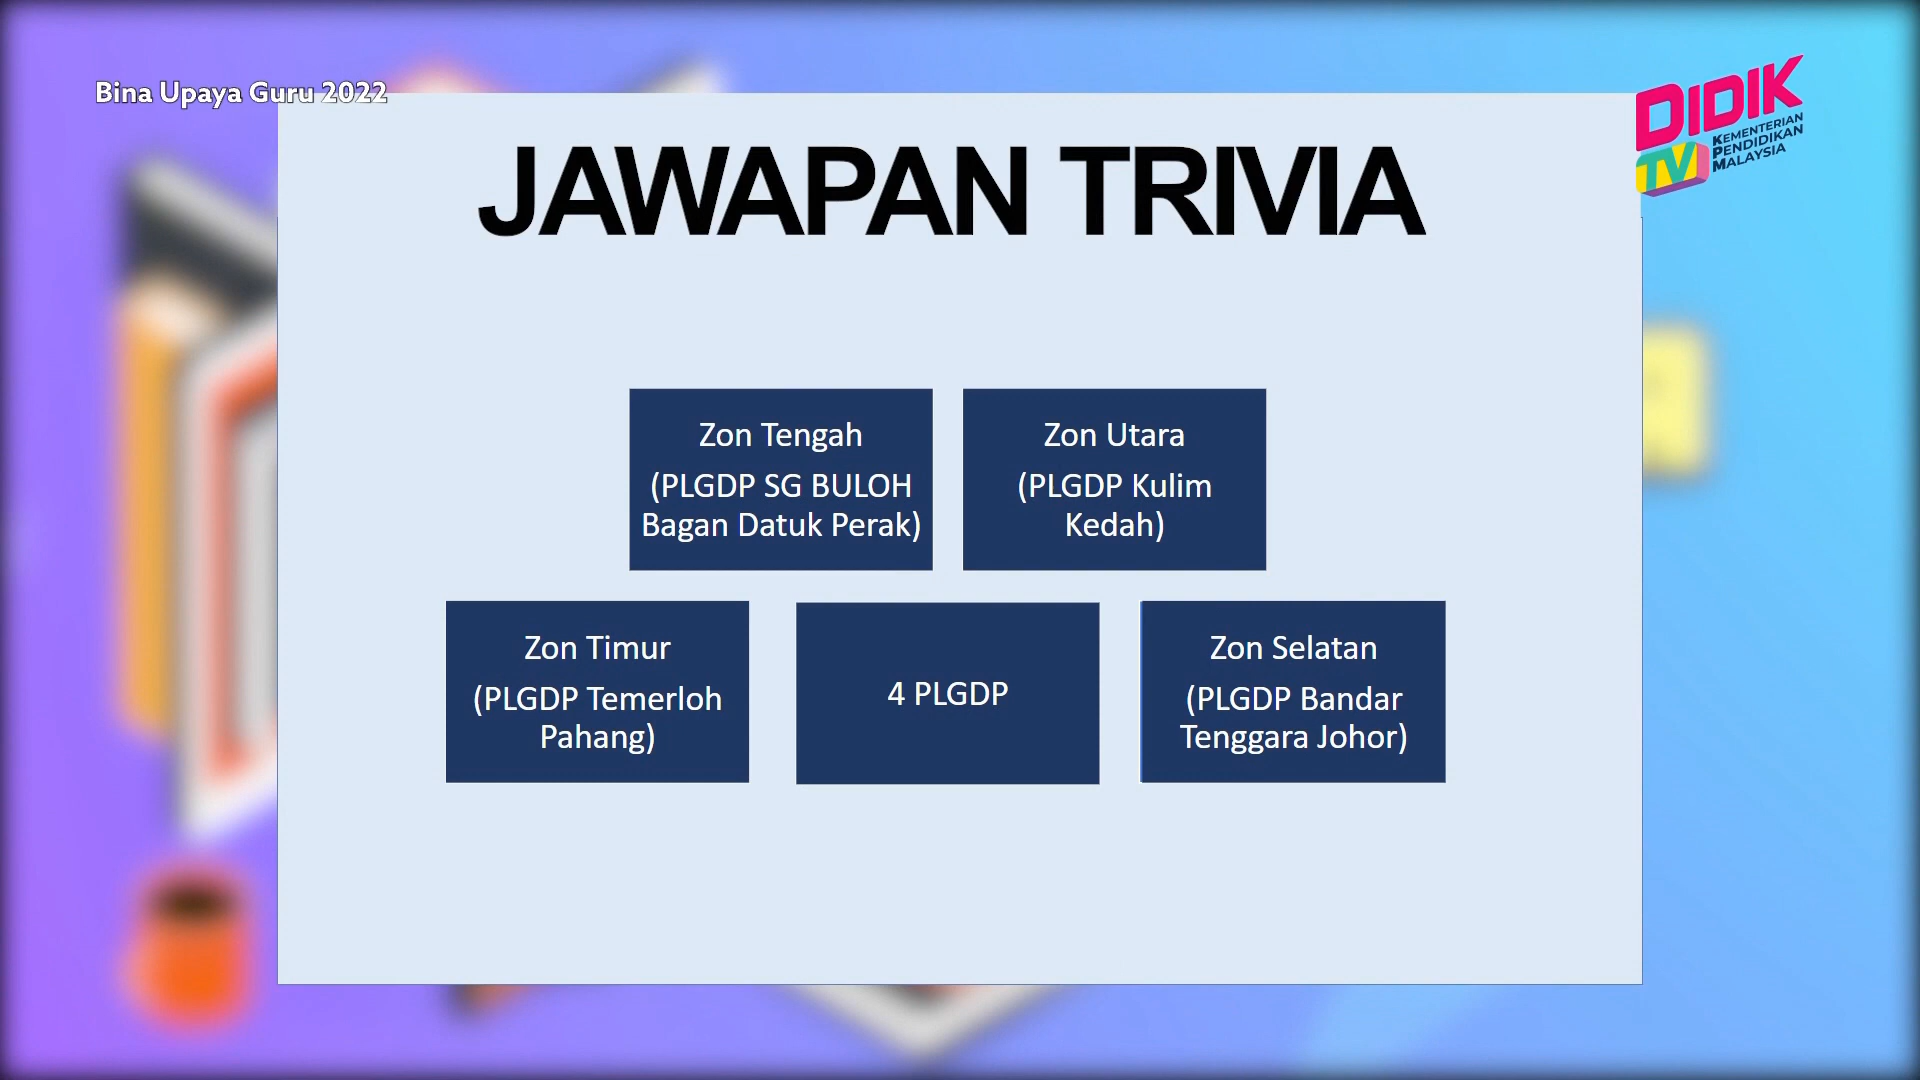 Bina Upaya Guru 2022
DIDIK
TV
KEMENTERIAN
PENDIDIKAN
MALAYSIA
JAWAPAN TRIVIA
Zon Tengah
(PLGDP SG BULOH
Bagan Datuk Perak)
Zon Utara
(PLGDP Kulim
Kedah)
Zon Timur
(PLGDP Temerloh
Pahang)
4 PLGDP
Zon Selatan
(PLGDP Bandar
Tenggara Johor)